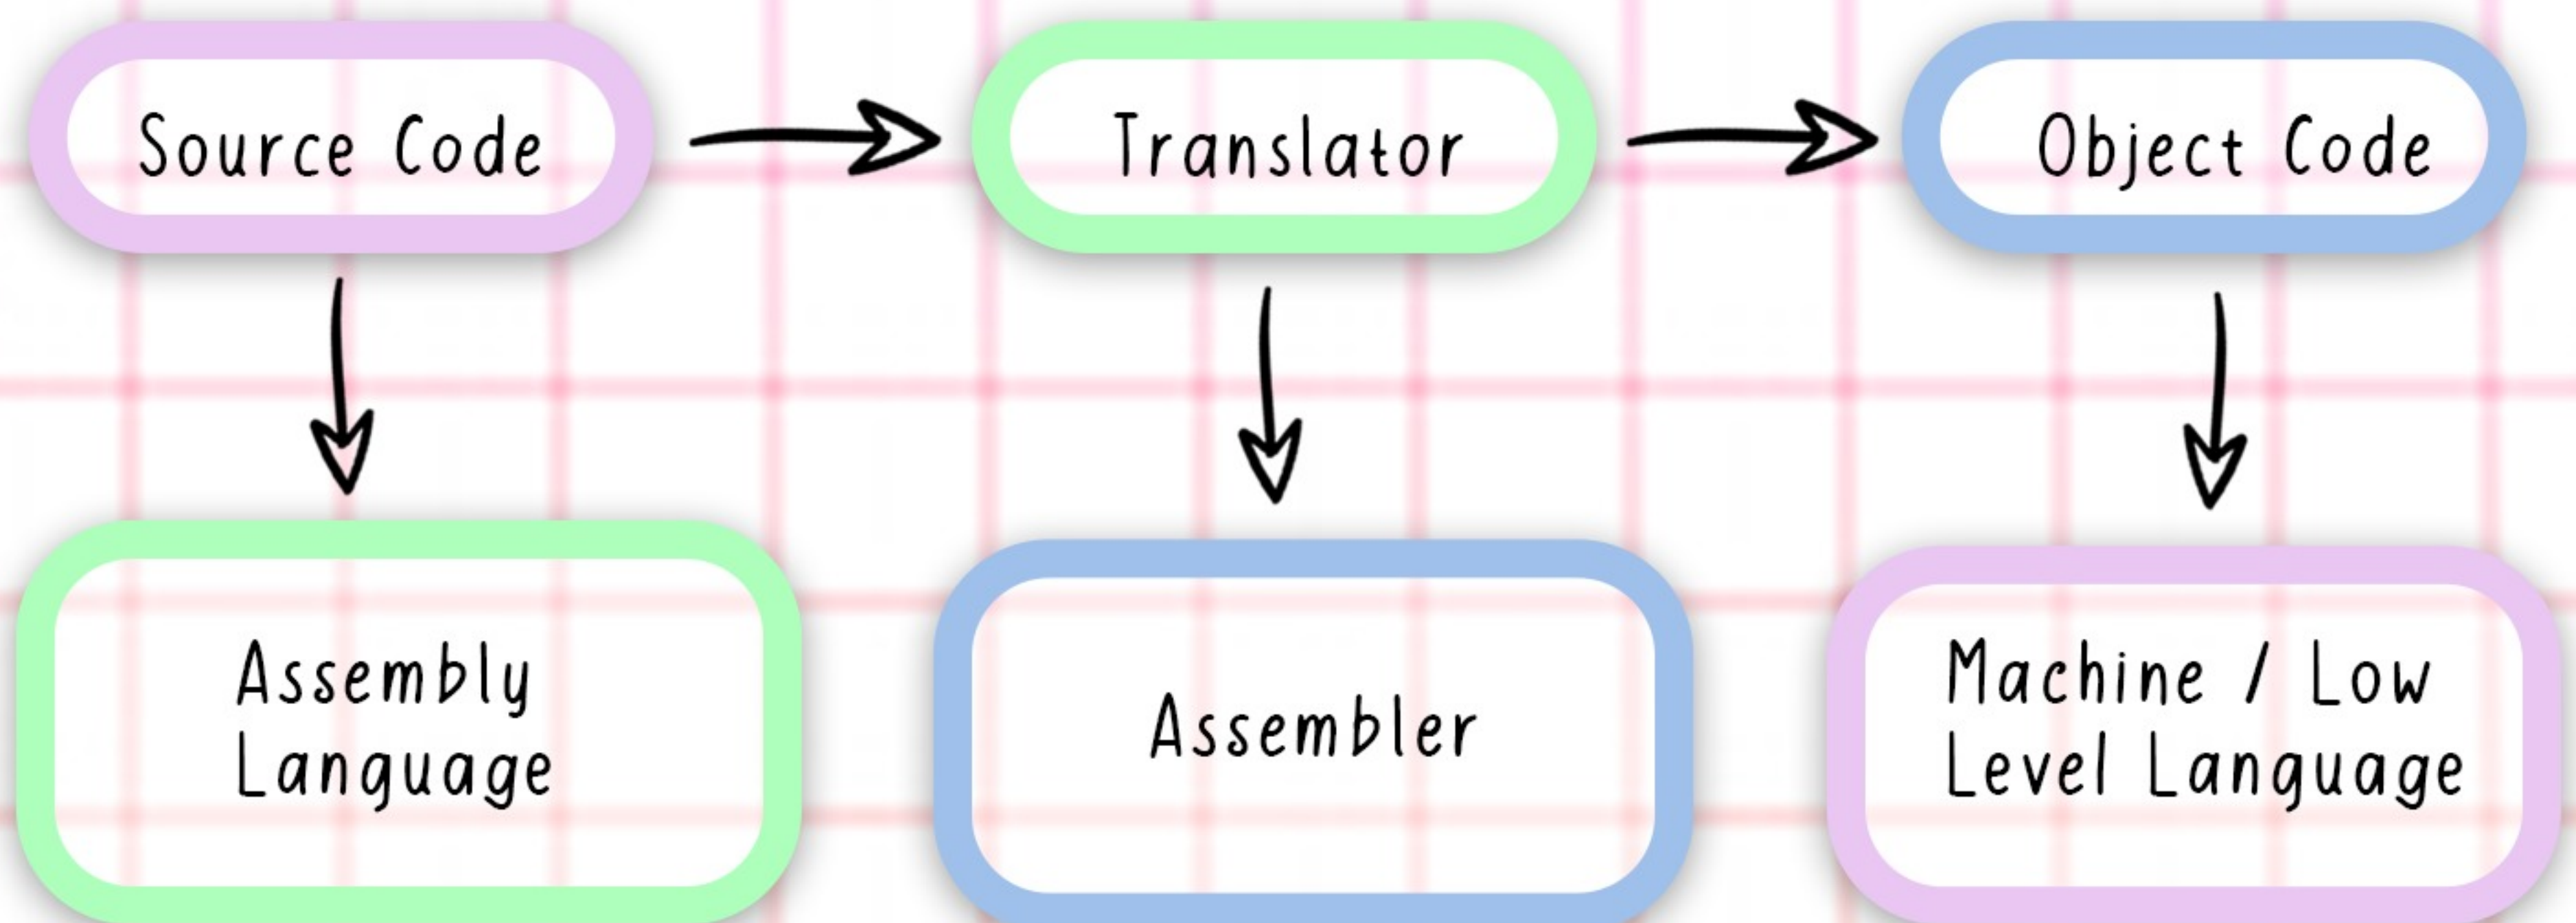 Source Code
Translator
Object Code
Assembly
Language
Assembler
Machine / Low
Level Language